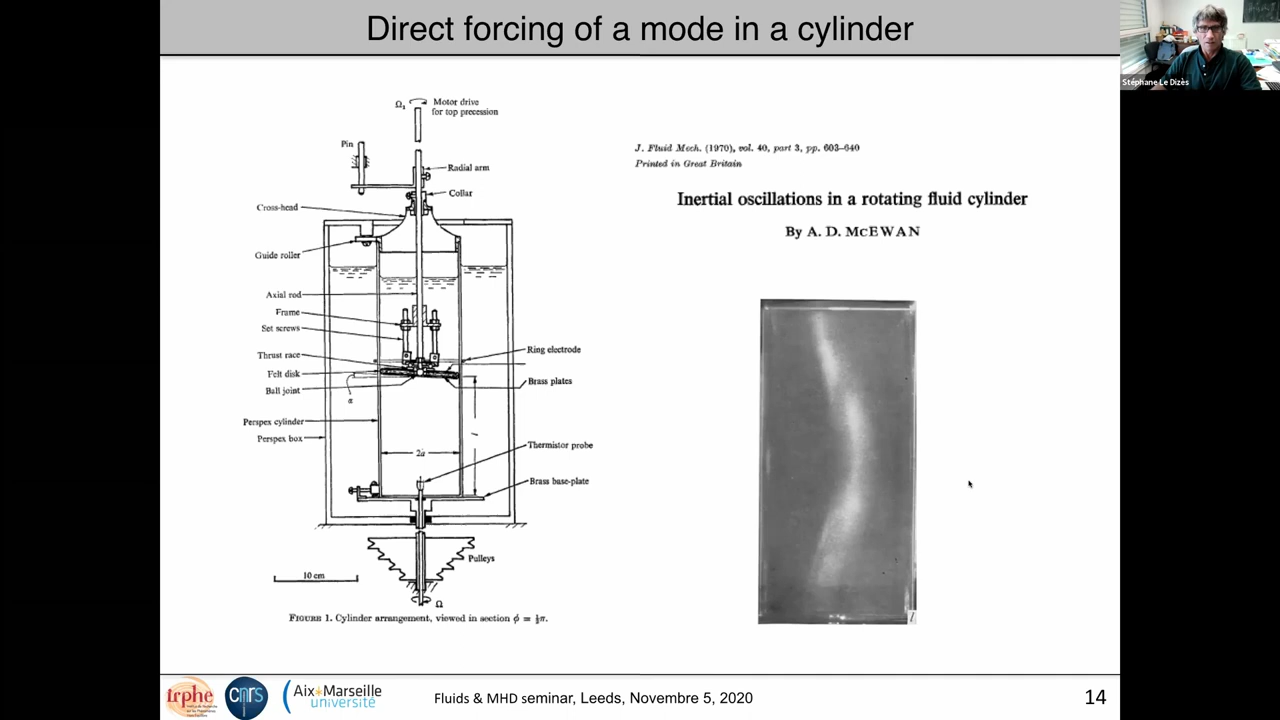 Direct forcing of a mode in a cylinder
Stéphane Le Dizès
Ω₁
Motor drive
for top precession
Pin
Radial arm
Collar
Cross-head
Guide roller
Axial rod
Frame
Set screws
Thrust race
Ring electrode
Felt disk
Brass plates
Ball joint
α
Perspex cylinder
Perspex box
2a
l
Thermistor probe
Brass base-plate
Pulleys
10 cm
Ω
FIGURE 1. Cylinder arrangement, viewed in section ϕ = ½π.
J. Fluid Mech. (1970), vol. 40, part 3, pp. 603–640
Printed in Great Britain
Inertial oscillations in a rotating fluid cylinder
By A. D. McEWAN
irphe
cnrs
Aix*Marseille
université
Fluids & MHD seminar, Leeds, Novembre 5, 2020
14